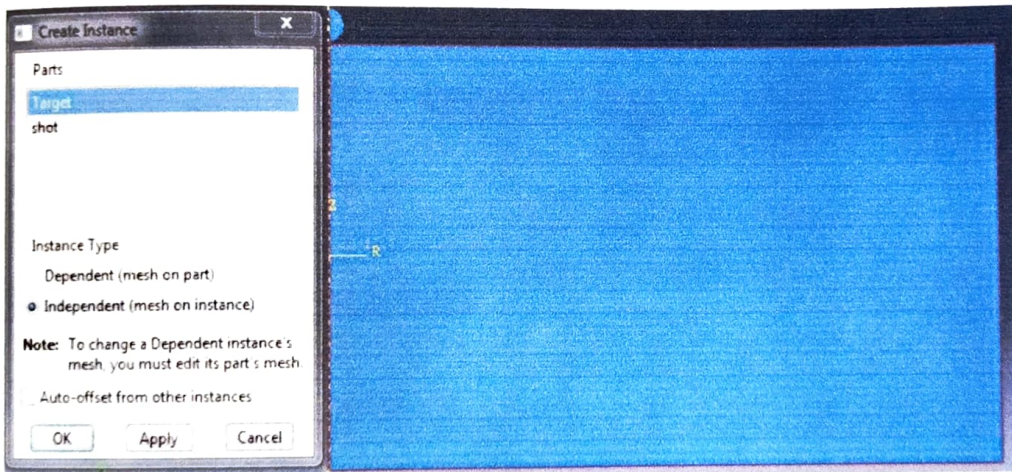 Create Instance
X
Parts
Target
shot
Instance Type
Dependent (mesh on part)
Independent (mesh on instance)
Note: To change a Dependent instance's
mesh, you must edit its part s mesh.
Auto-offset from other instances
OK Apply Cancel
Z
R